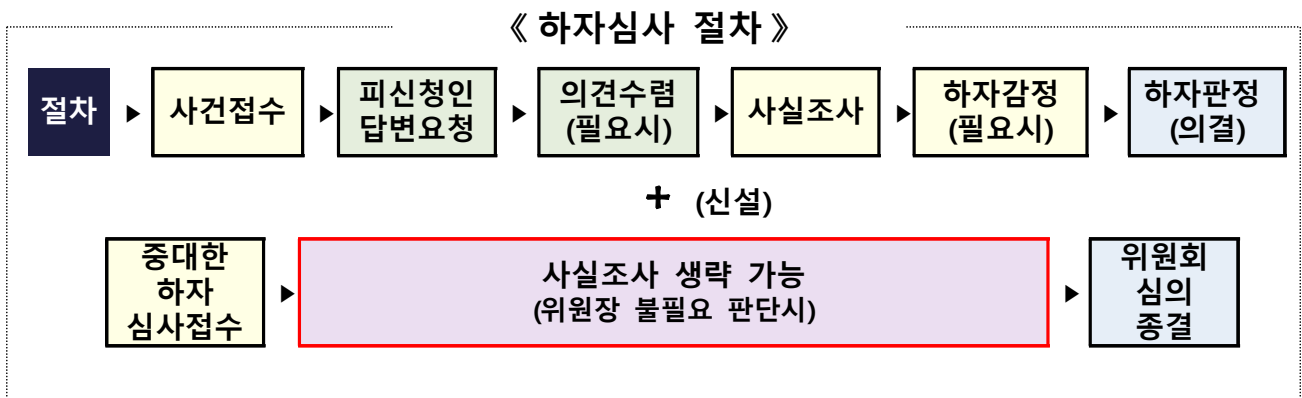 《 하자심사 절차 》
절차 ▶ 사건접수 ▶ 피신청인 답변요청 ▶ 의견수렴 (필요시) ▶ 사실조사 ▶ 하자감정 (필요시) ▶ 하자판정 (의결)
+ (신설)
중대한 하자 심사접수 ▶ 사실조사 생략 가능 (위원장 불필요 판단시) ▶ 위원회 심의 종결